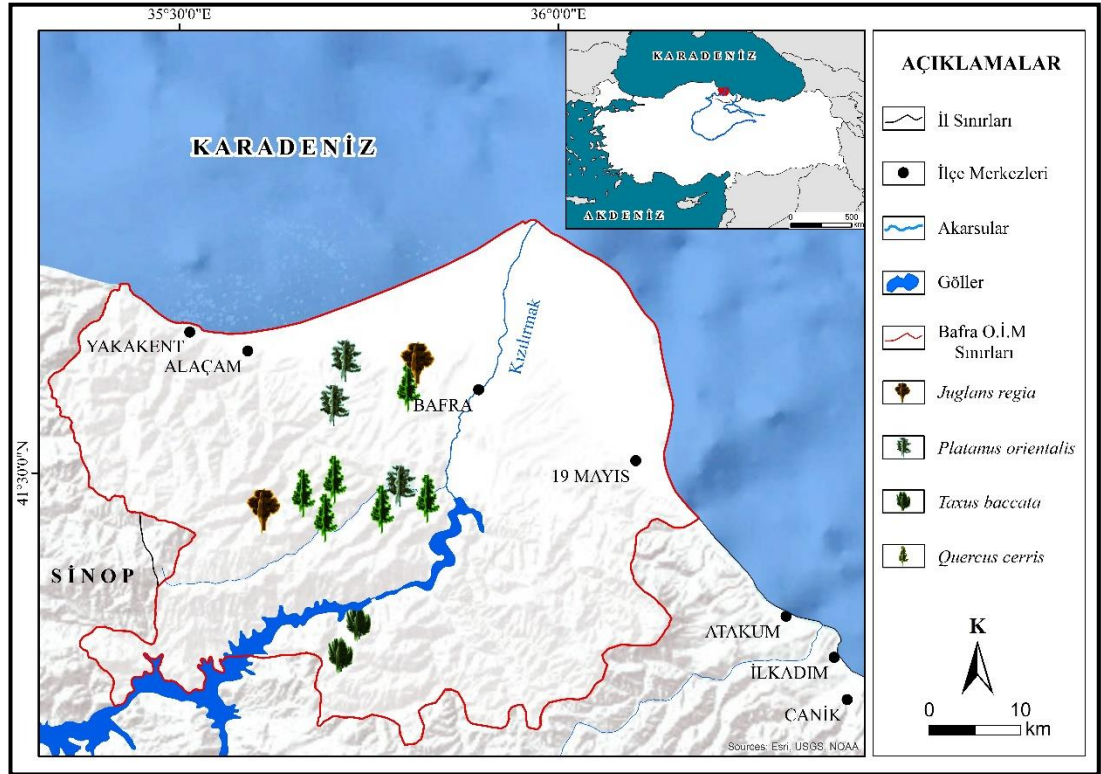 35°30'0"E
36°0'0"E
41°30'0"N
KARADENİZ
KARADENİZ
AKDENİZ
0 500
km
YAKAKENT
ALAÇAM
BAFRA
Kızılırmak
19 MAYIS
SİNOP
ATAKUM
İLKADIM
CANİK
Sources: Esri, USGS, NOAA
AÇIKLAMALAR
İl Sınırları
İlçe Merkezleri
Akarsular
Göller
Bafra O.İ.M
Sınırları
Juglans regia
Platanus orientalis
Taxus baccata
Quercus cerris
K
0 10
km